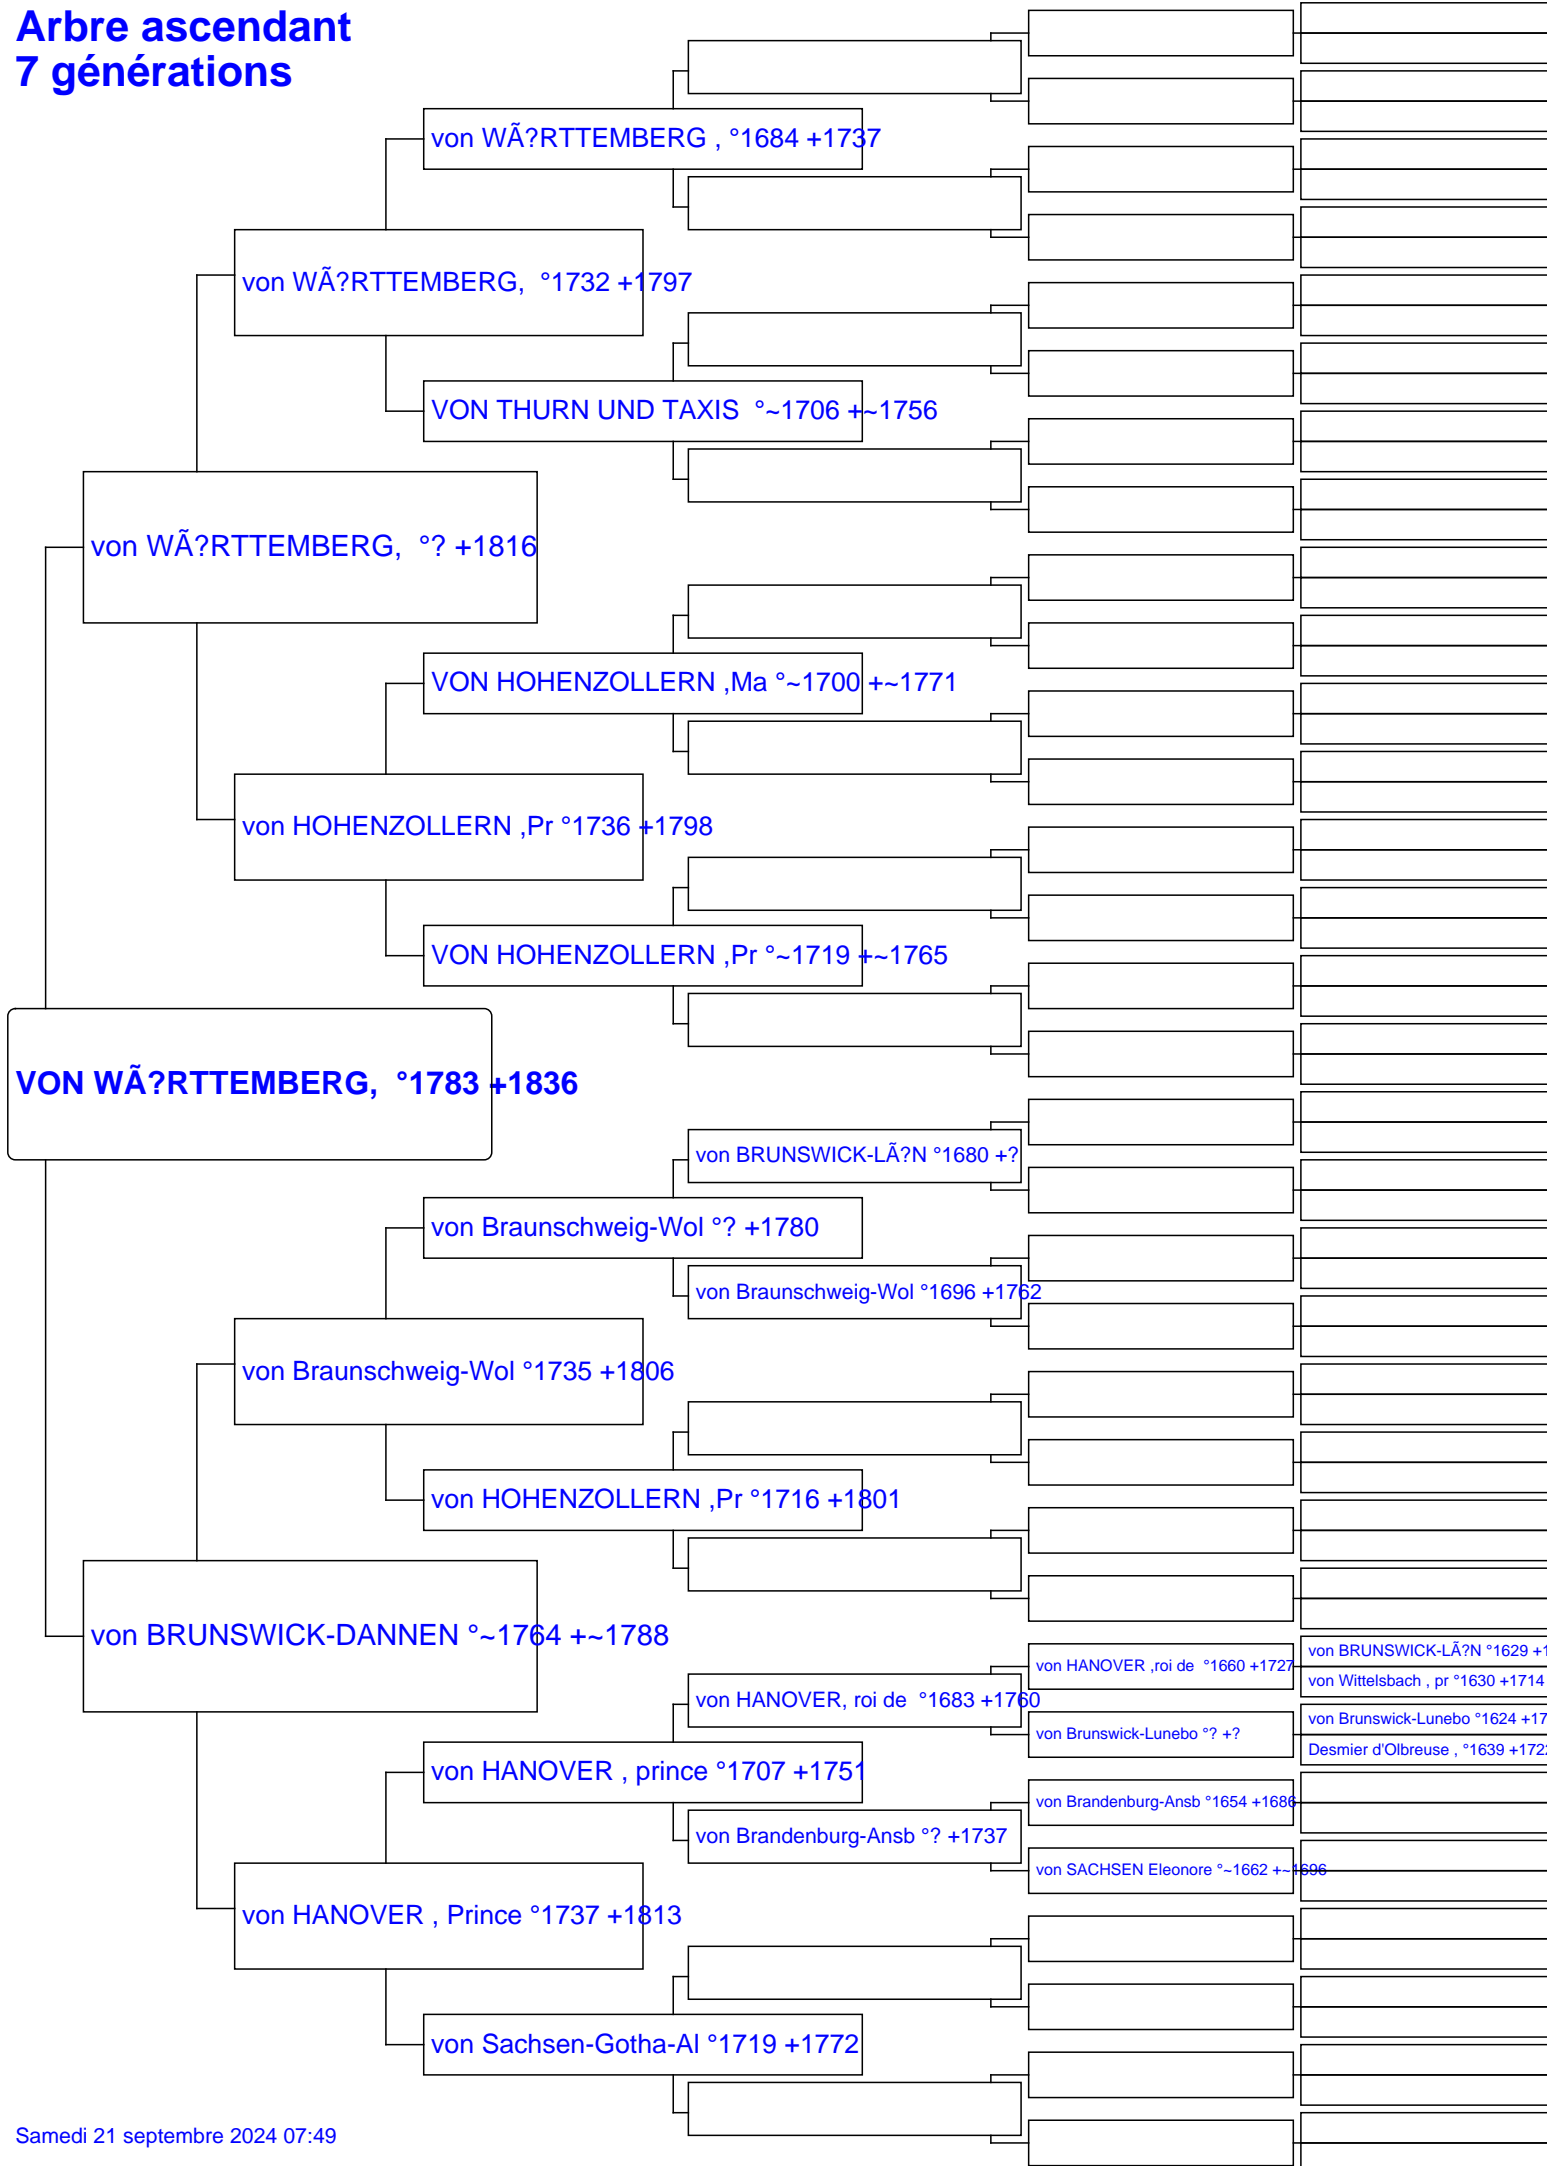 Arbre ascendant
7 générations
von WÃ?RTTEMBERG , °1684 +1737
von WÃ?RTTEMBERG,  °1732 +1797
VON THURN UND TAXIS  °~1706 +~1756
von WÃ?RTTEMBERG,  °? +1816
VON HOHENZOLLERN ,Ma °~1700 +~1771
von HOHENZOLLERN ,Pr °1736 +1798
VON HOHENZOLLERN ,Pr °~1719 +~1765
VON WÃ?RTTEMBERG,  °1783 +1836
von BRUNSWICK-LÃ?N °1680 +?
von Braunschweig-Wol °? +1780
von Braunschweig-Wol °1696 +1762
von Braunschweig-Wol °1735 +1806
von HOHENZOLLERN ,Pr °1716 +1801
von BRUNSWICK-DANNEN °~1764 +~1788
von BRUNSWICK-LÃ?N °1629 +1
von HANOVER ,roi de  °1660 +1727
von Wittelsbach , pr °1630 +1714
von HANOVER, roi de  °1683 +1760
von Brunswick-Lunebo °1624 +17
von Brunswick-Lunebo °? +?
Desmier d'Olbreuse , °1639 +1722
von HANOVER , prince °1707 +1751
von Brandenburg-Ansb °1654 +1686
von Brandenburg-Ansb °? +1737
von SACHSEN Eleonore °~1662 +~1696
von HANOVER , Prince °1737 +1813
von Sachsen-Gotha-Al °1719 +1772
Samedi 21 septembre 2024 07:49